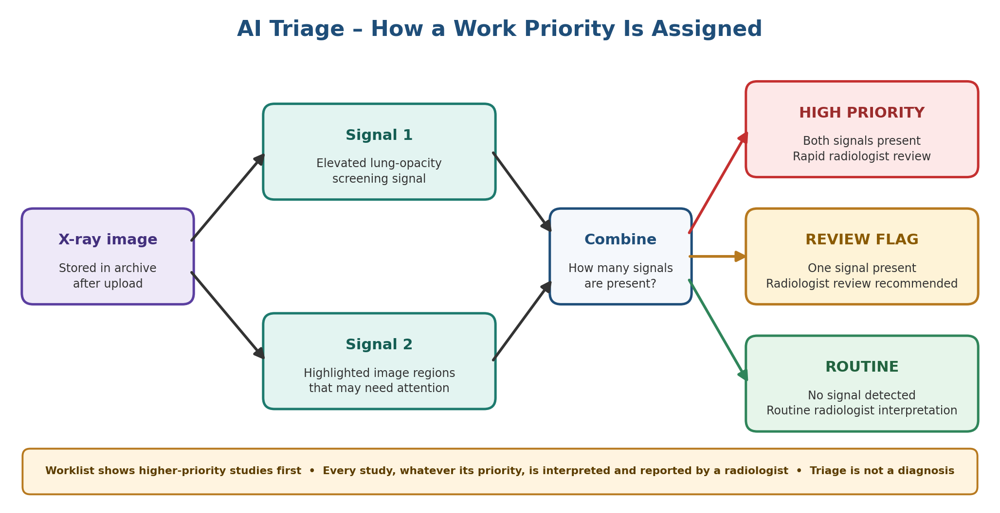 AI Triage – How a Work Priority Is Assigned
X-ray image
Stored in archive
after upload
Signal 1
Elevated lung-opacity
screening signal
Signal 2
Highlighted image regions
that may need attention
Combine
How many signals
are present?
HIGH PRIORITY
Both signals present
Rapid radiologist review
REVIEW FLAG
One signal present
Radiologist review recommended
ROUTINE
No signal detected
Routine radiologist interpretation
Worklist shows higher-priority studies first • Every study, whatever its priority, is interpreted and reported by a radiologist • Triage is not a diagnosis